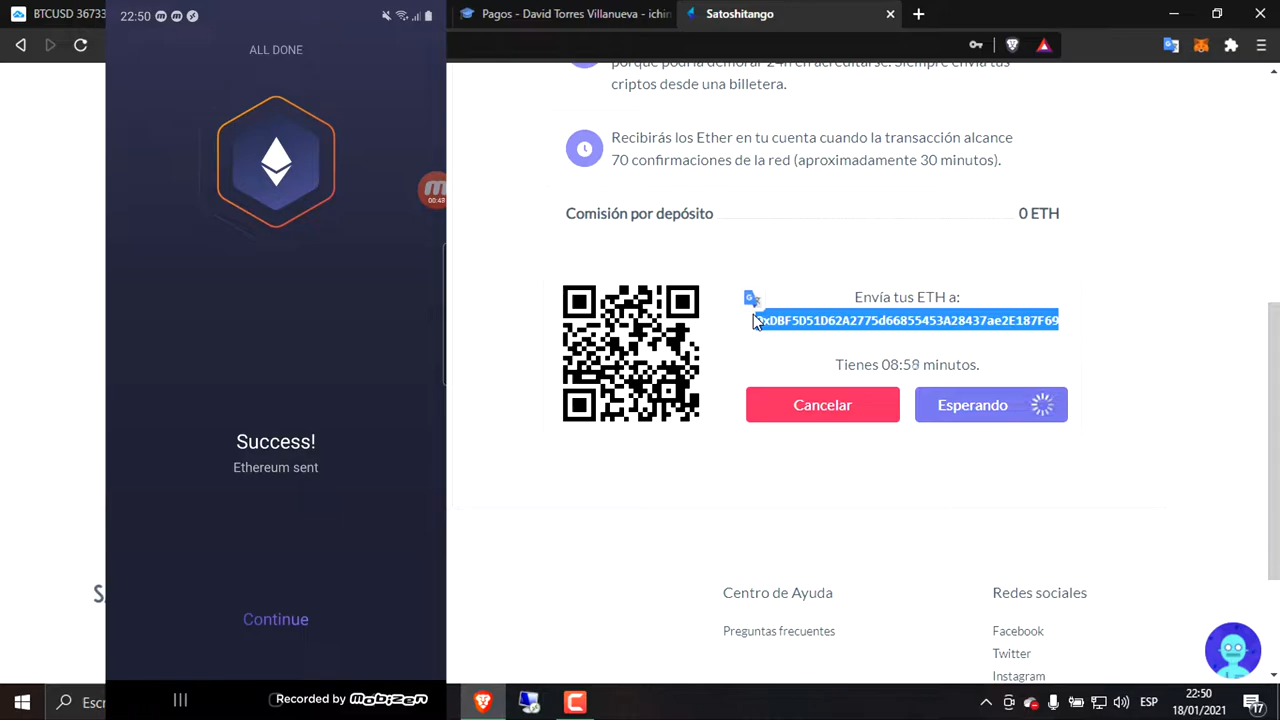 22:50
ALL DONE
00:43
Success!
Ethereum sent
Continue
Recorded by mobizen
BTCUSD 36733
Pagos - David Torres Villanueva - ichin
Satoshitango
porque podría demorar 24h en acreditarse. Siempre envía tus
criptos desde una billetera.
Recibirás los Ether en tu cuenta cuando la transacción alcance
70 confirmaciones de la red (aproximadamente 30 minutos).
Comisión por depósito
0 ETH
Envía tus ETH a:
0xDBF5D51D62A2775d66855453A28437ae2E187F69
Tienes minutos.
Cancelar
Esperando
Centro de Ayuda
Redes sociales
Preguntas frecuentes
Facebook
Twitter
Instagram
Escr
ESP
22:50
18/01/2021
17